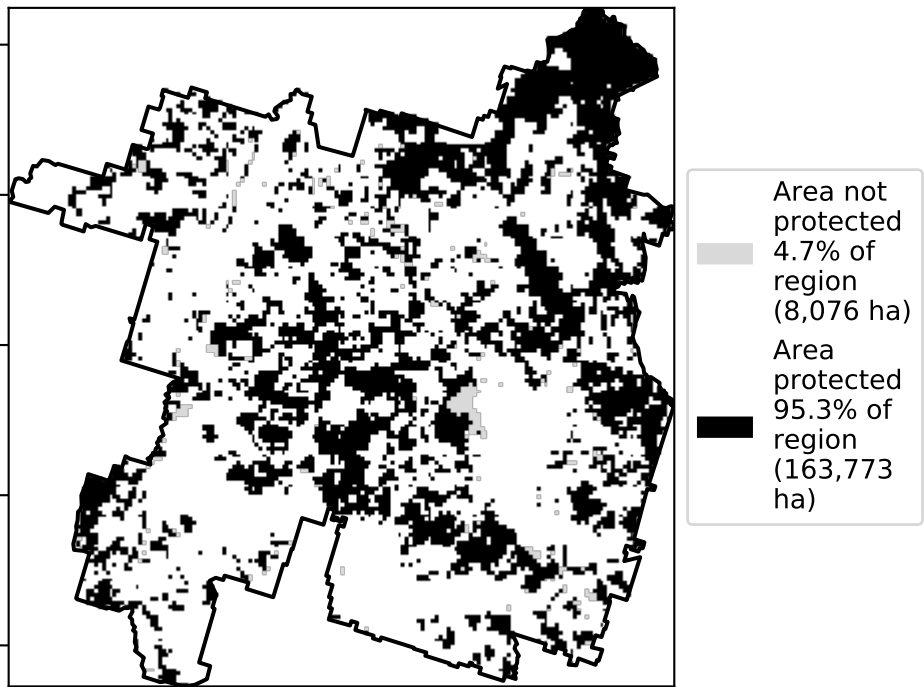 Area not
protected
4.7% of
region
(8,076 ha)
Area
protected
95.3% of
region
(163,773
ha)